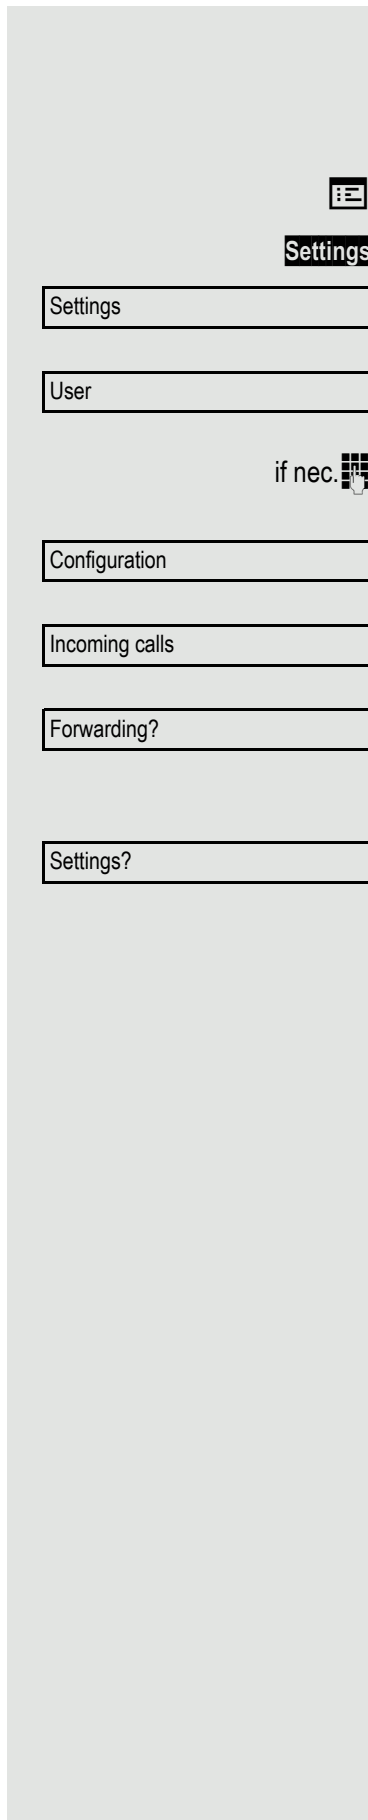 Settings
Settings
User
if nec.
Configuration
Incoming calls
Forwarding?
Settings?